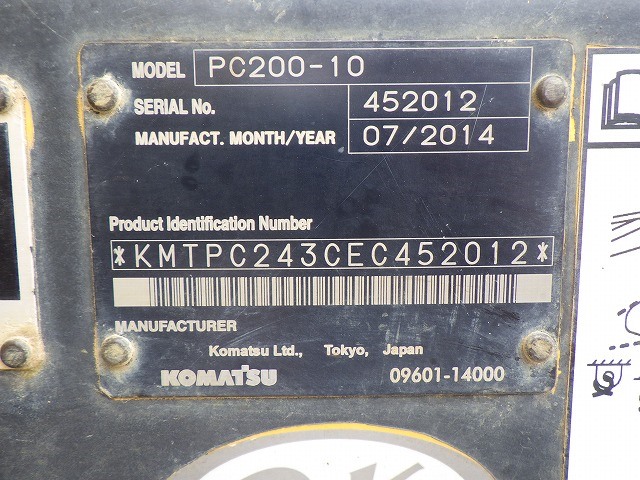 MODEL PC200-10
SERIAL No. 452012
MANUFACT. MONTH/YEAR 07/2014
Product Identification Number
*KMTPC243CEC452012*
MANUFACTURER
Komatsu Ltd., Tokyo, Japan
KOMATSU 09601-14000